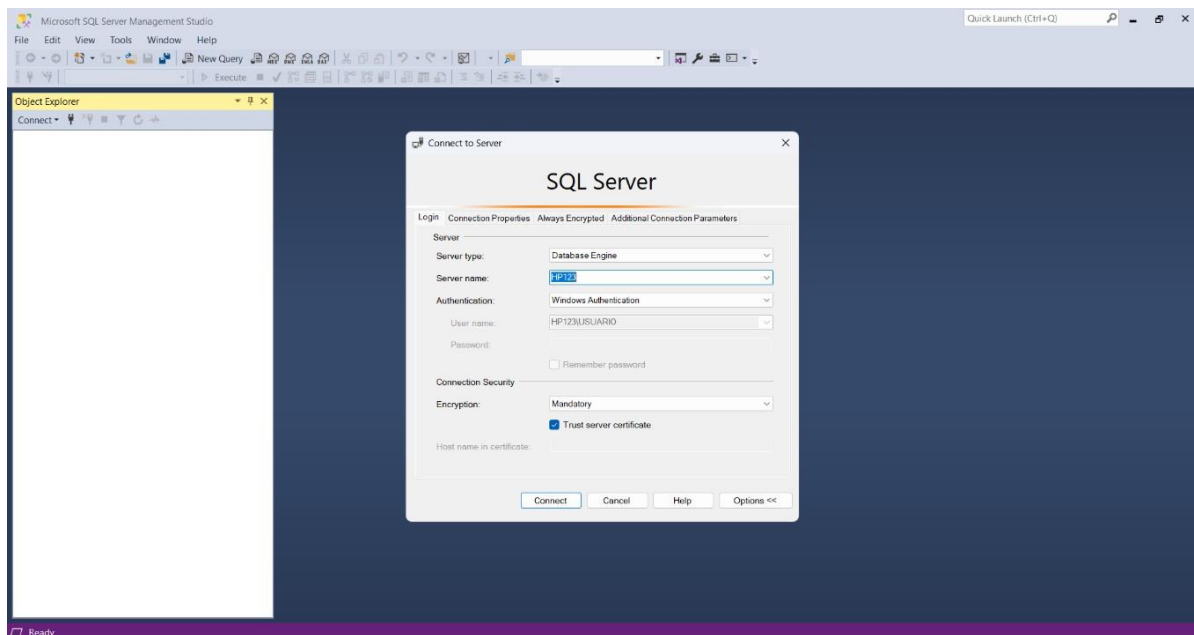 Microsoft SQL Server Management Studio
Quick Launch (Ctrl+Q)
File Edit View Tools Window Help
New Query
Execute
Object Explorer
Connect
Connect to Server
SQL Server
Login Connection Properties Always Encrypted Additional Connection Parameters
Server
Server type: Database Engine
Server name: HP123
Authentication: Windows Authentication
User name: HP123\USUARIO
Password:
Remember password
Connection Security
Encryption: Mandatory
Trust server certificate
Host name in certificate:
Connect Cancel Help Options <<
Ready